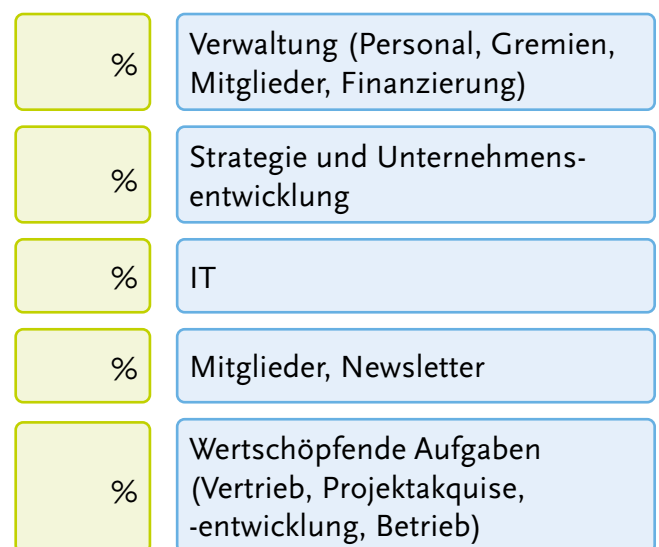 % Verwaltung (Personal, Gremien,
Mitglieder, Finanzierung)
% Strategie und Unternehmens-
entwicklung
% IT
% Mitglieder, Newsletter
% Wertschöpfende Aufgaben
(Vertrieb, Projektakquise,
-entwicklung, Betrieb)